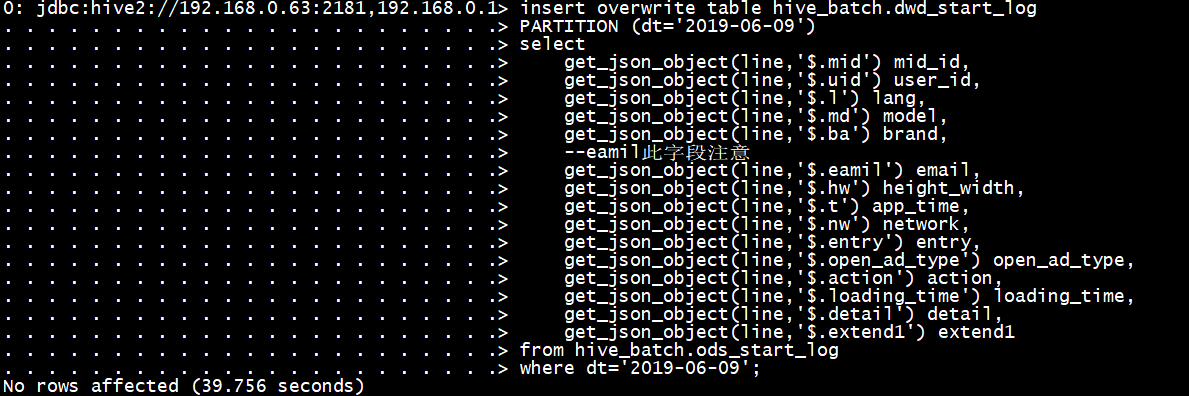 0: jdbc:hive2://192.168.0.63:2181,192.168.0.1> insert overwrite table hive_batch.dwd_start_log
. . . . . . . . . . . . . . . . . . . . . . .> PARTITION (dt='2019-06-09')
. . . . . . . . . . . . . . . . . . . . . . .> select
. . . . . . . . . . . . . . . . . . . . . . .>     get_json_object(line,'$.mid') mid_id,
. . . . . . . . . . . . . . . . . . . . . . .>     get_json_object(line,'$.uid') user_id,
. . . . . . . . . . . . . . . . . . . . . . .>     get_json_object(line,'$.l') lang,
. . . . . . . . . . . . . . . . . . . . . . .>     get_json_object(line,'$.md') model,
. . . . . . . . . . . . . . . . . . . . . . .>     get_json_object(line,'$.ba') brand,
. . . . . . . . . . . . . . . . . . . . . . .>     --eamil此字段注意
. . . . . . . . . . . . . . . . . . . . . . .>     get_json_object(line,'$.eamil') email,
. . . . . . . . . . . . . . . . . . . . . . .>     get_json_object(line,'$.hw') height_width,
. . . . . . . . . . . . . . . . . . . . . . .>     get_json_object(line,'$.t') app_time,
. . . . . . . . . . . . . . . . . . . . . . .>     get_json_object(line,'$.nw') network,
. . . . . . . . . . . . . . . . . . . . . . .>     get_json_object(line,'$.entry') entry,
. . . . . . . . . . . . . . . . . . . . . . .>     get_json_object(line,'$.open_ad_type') open_ad_type,
. . . . . . . . . . . . . . . . . . . . . . .>     get_json_object(line,'$.action') action,
. . . . . . . . . . . . . . . . . . . . . . .>     get_json_object(line,'$.loading_time') loading_time,
. . . . . . . . . . . . . . . . . . . . . . .>     get_json_object(line,'$.detail') detail,
. . . . . . . . . . . . . . . . . . . . . . .>     get_json_object(line,'$.extend1') extend1
. . . . . . . . . . . . . . . . . . . . . . .> from hive_batch.ods_start_log
. . . . . . . . . . . . . . . . . . . . . . .> where dt='2019-06-09';
No rows affected (39.756 seconds)